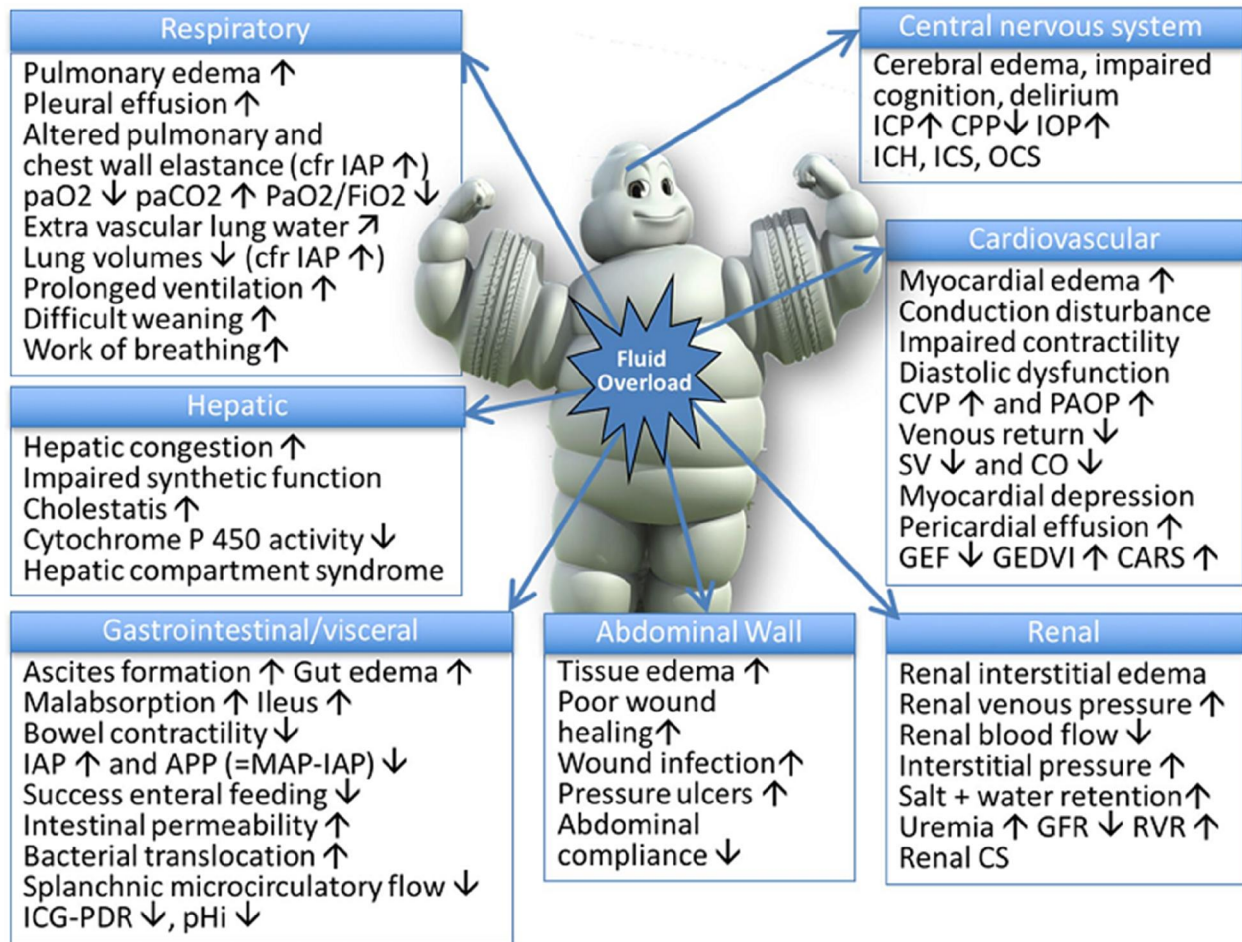 Respiratory
Pulmonary edema ↑
Pleural effusion ↑
Altered pulmonary and
chest wall elastance (cfr IAP ↑)
paO2 ↓ paCO2 ↑ PaO2/FiO2 ↓
Extra vascular lung water ↗
Lung volumes ↓ (cfr IAP ↑)
Prolonged ventilation ↑
Difficult weaning ↑
Work of breathing↑
Central nervous system
Cerebral edema, impaired
cognition, delirium
ICP↑ CPP↓ IOP↑
ICH, ICS, OCS
Cardiovascular
Myocardial edema ↑
Conduction disturbance
Impaired contractility
Diastolic dysfunction
CVP ↑ and PAOP ↑
Venous return ↓
SV ↓ and CO ↓
Myocardial depression
Pericardial effusion ↑
GEF ↓ GEDVI ↑ CARS ↑
Fluid
Overload
Hepatic
Hepatic congestion ↑
Impaired synthetic function
Cholestatis ↑
Cytochrome P 450 activity ↓
Hepatic compartment syndrome
Gastrointestinal/visceral
Ascites formation ↑ Gut edema ↑
Malabsorption ↑ Ileus ↑
Bowel contractility ↓
IAP ↑ and APP (=MAP-IAP) ↓
Success enteral feeding ↓
Intestinal permeability ↑
Bacterial translocation ↑
Splanchnic microcirculatory flow ↓
ICG-PDR ↓, pHi ↓
Abdominal Wall
Tissue edema ↑
Poor wound
healing↑
Wound infection↑
Pressure ulcers ↑
Abdominal
compliance ↓
Renal
Renal interstitial edema
Renal venous pressure ↑
Renal blood flow ↓
Interstitial pressure ↑
Salt + water retention↑
Uremia ↑ GFR ↓ RVR ↑
Renal CS